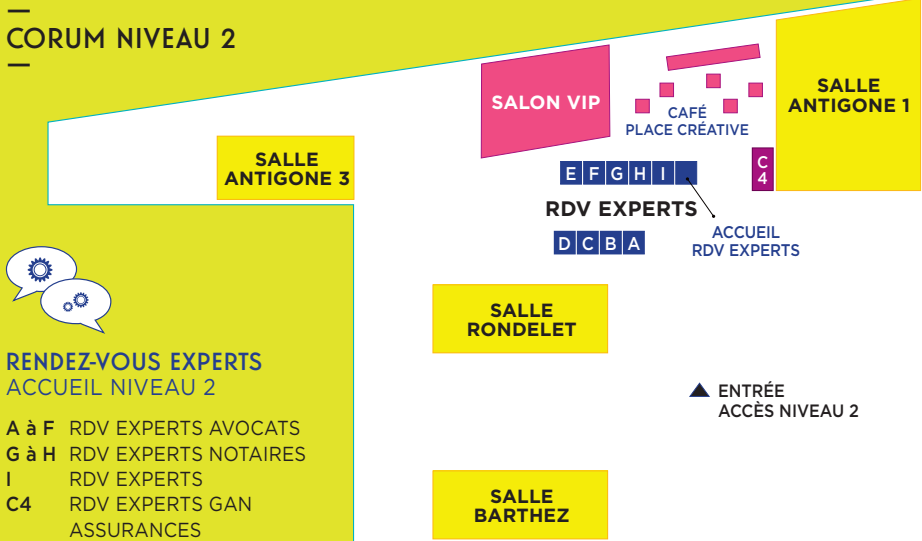 CORUM NIVEAU 2
SALON VIP
CAFÉ
PLACE CRÉATIVE
SALLE
ANTIGONE 1
SALLE
ANTIGONE 3
E F G H I
C
4
RDV EXPERTS
ACCUEIL
RDV EXPERTS
D C B A
SALLE
RONDELET
RENDEZ-VOUS EXPERTS
ACCUEIL NIVEAU 2
ENTRÉE
ACCÈS NIVEAU 2
A à F RDV EXPERTS AVOCATS
G à H RDV EXPERTS NOTAIRES
I RDV EXPERTS
C4 RDV EXPERTS GAN
ASSURANCES
SALLE
BARTHEZ